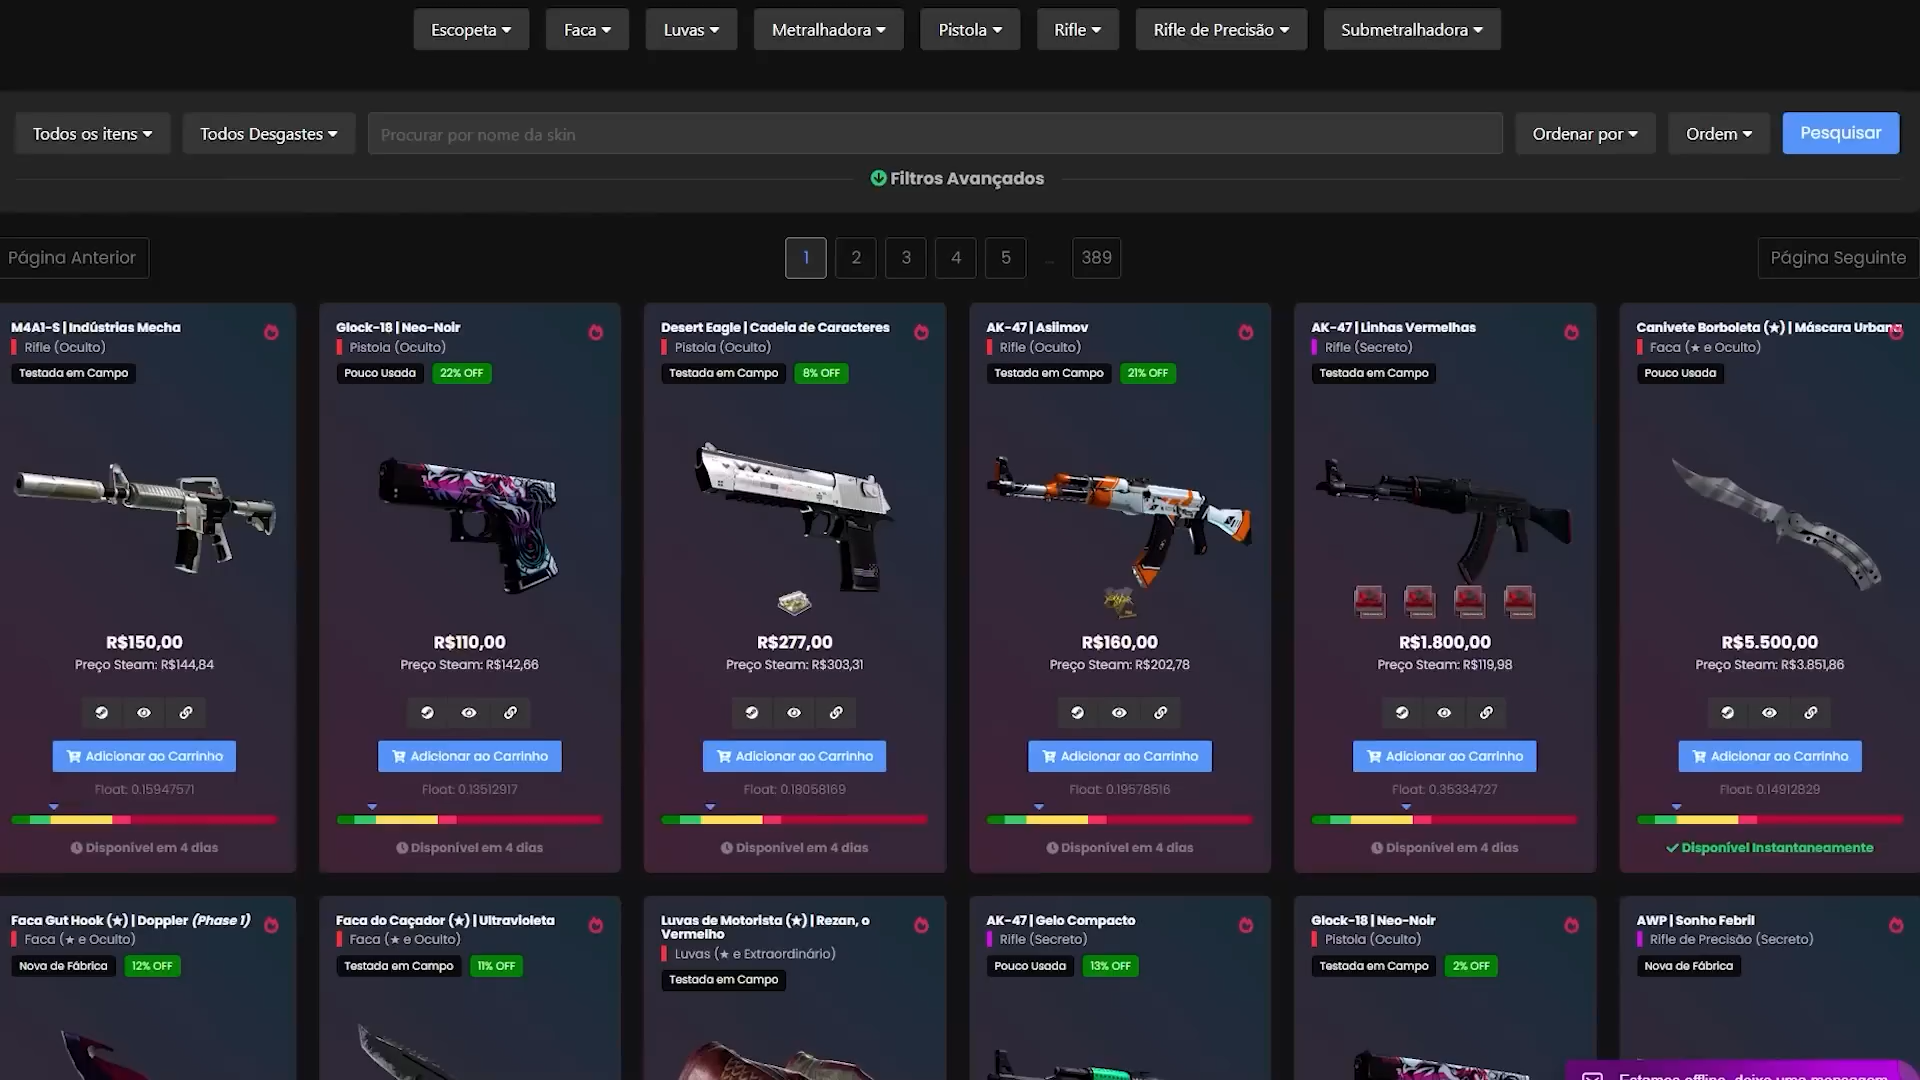 Escopeta
Faca
Luvas
Metralhadora
Pistola
Rifle
Rifle de Precisão
Submetralhadora
Todos os itens
Todos Desgastes
Procurar por nome da skin
Ordenar por
Ordem
Pesquisar
Filtros Avançados
Página Anterior
1
2
3
4
5
...
389
Página Seguinte
M4A1-S | Indústrias Mecha
Rifle (Oculto)
Testada em Campo
R$150,00
Preço Steam: R$144,84
Adicionar ao Carrinho
Float: 0.15947571
Disponível em 4 dias
Glock-18 | Neo-Noir
Pistola (Oculto)
Pouco Usada
22% OFF
R$110,00
Preço Steam: R$142,66
Adicionar ao Carrinho
Float: 0.13512917
Disponível em 4 dias
Desert Eagle | Cadeia de Caracteres
Pistola (Oculto)
Testada em Campo
8% OFF
R$277,00
Preço Steam: R$303,31
Adicionar ao Carrinho
Float: 0.18058169
Disponível em 4 dias
AK-47 | Asiimov
Rifle (Oculto)
Testada em Campo
21% OFF
R$160,00
Preço Steam: R$202,78
Adicionar ao Carrinho
Float: 0.19578516
Disponível em 4 dias
AK-47 | Linhas Vermelhas
Rifle (Secreto)
Testada em Campo
R$1.800,00
Preço Steam: R$119,98
Adicionar ao Carrinho
Float: 0.35334727
Disponível em 4 dias
Canivete Borboleta (★) | Máscara Urbana
Faca (★ e Oculto)
Pouco Usada
R$5.500,00
Preço Steam: R$3.851,86
Adicionar ao Carrinho
Float: 0.14912829
Disponível Instantaneamente
Faca Gut Hook (★) | Doppler (Phase 1)
Faca (★ e Oculto)
Nova de Fábrica
12% OFF
Faca do Caçador (★) | Ultravioleta
Faca (★ e Oculto)
Testada em Campo
11% OFF
Luvas de Motorista (★) | Rezan, o
Vermelho
Luvas (★ e Extraordinário)
Testada em Campo
AK-47 | Gelo Compacto
Rifle (Secreto)
Pouco Usada
13% OFF
Glock-18 | Neo-Noir
Pistola (Oculto)
Testada em Campo
2% OFF
AWP | Sonho Febril
Rifle de Precisão (Secreto)
Nova de Fábrica
Estamos offline, deixe uma mensagem